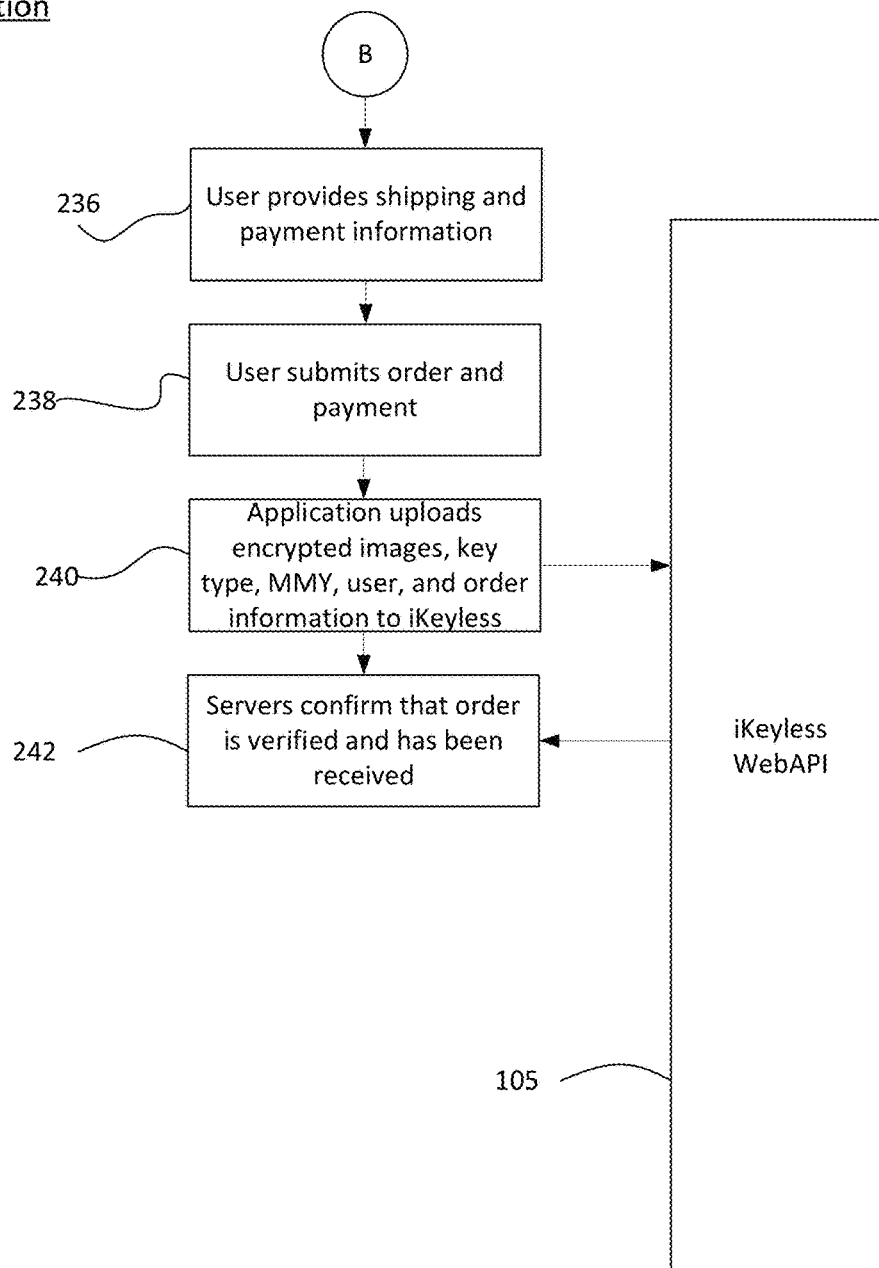 tion
B
236
User provides shipping and
payment information
238
User submits order and
payment
240
Application uploads
encrypted images, key
type, MMY, user, and order
information to iKeyless
242
Servers confirm that order
is verified and has been
received
iKeyless
WebAPI
105